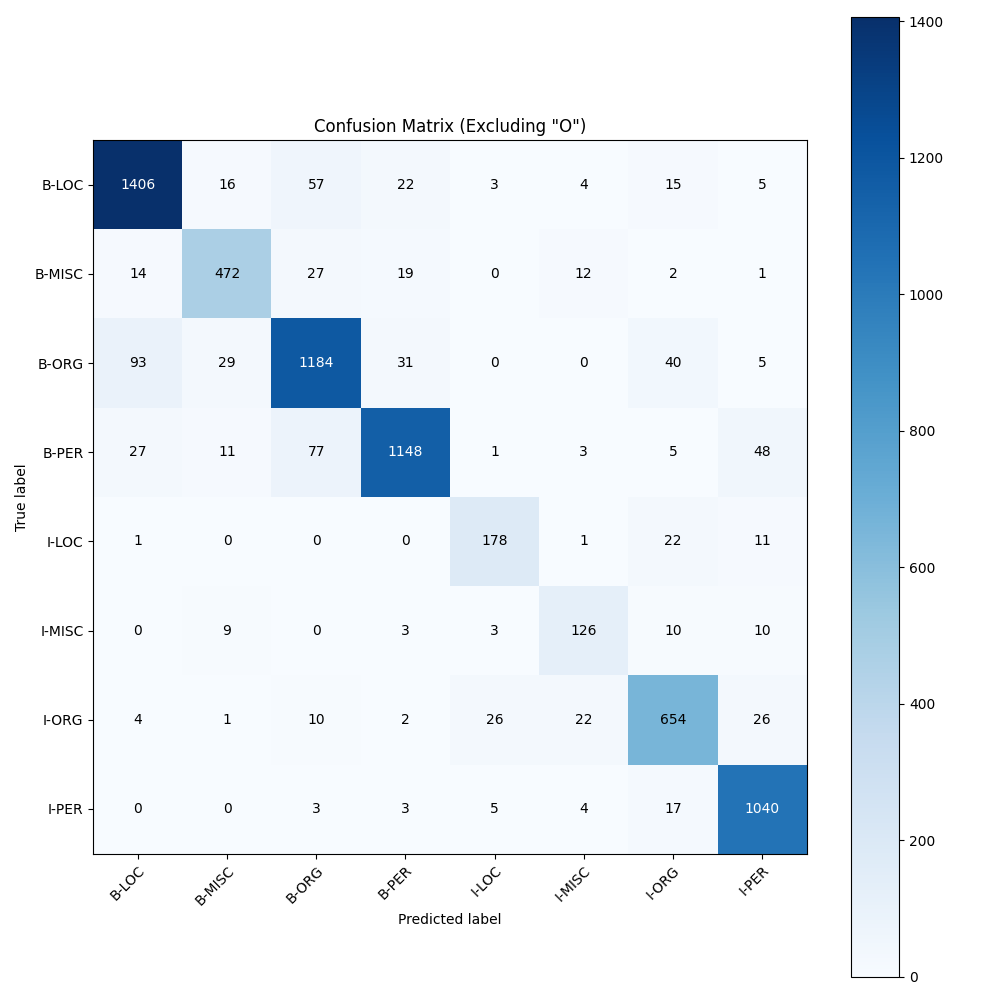 Confusion Matrix (Excluding "O")
B-LOC 1406 16 57 22 3 4 15 5
B-MISC 14 472 27 19 0 12 2 1
B-ORG 93 29 1184 31 0 0 40 5
B-PER 27 11 77 1148 1 3 5 48
I-LOC 1 0 0 0 178 1 22 11
I-MISC 0 9 0 3 3 126 10 10
I-ORG 4 1 10 2 26 22 654 26
I-PER 0 0 3 3 5 4 17 1040
B-LOC B-MISC B-ORG B-PER I-LOC I-MISC I-ORG I-PER
Predicted label
True label
1400
1200
1000
800
600
400
200
0